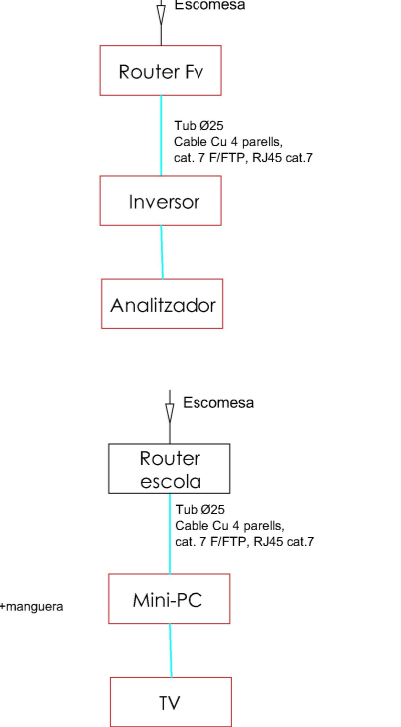 Escomesa
Router Fv
Tub Ø25
Cable Cu 4 parells,
cat. 7 F/FTP, RJ45 cat.7
Inversor
Analitzador
Escomesa
Router
escola
Tub Ø25
Cable Cu 4 parells,
cat. 7 F/FTP, RJ45 cat.7
Mini-PC
+manguera
TV